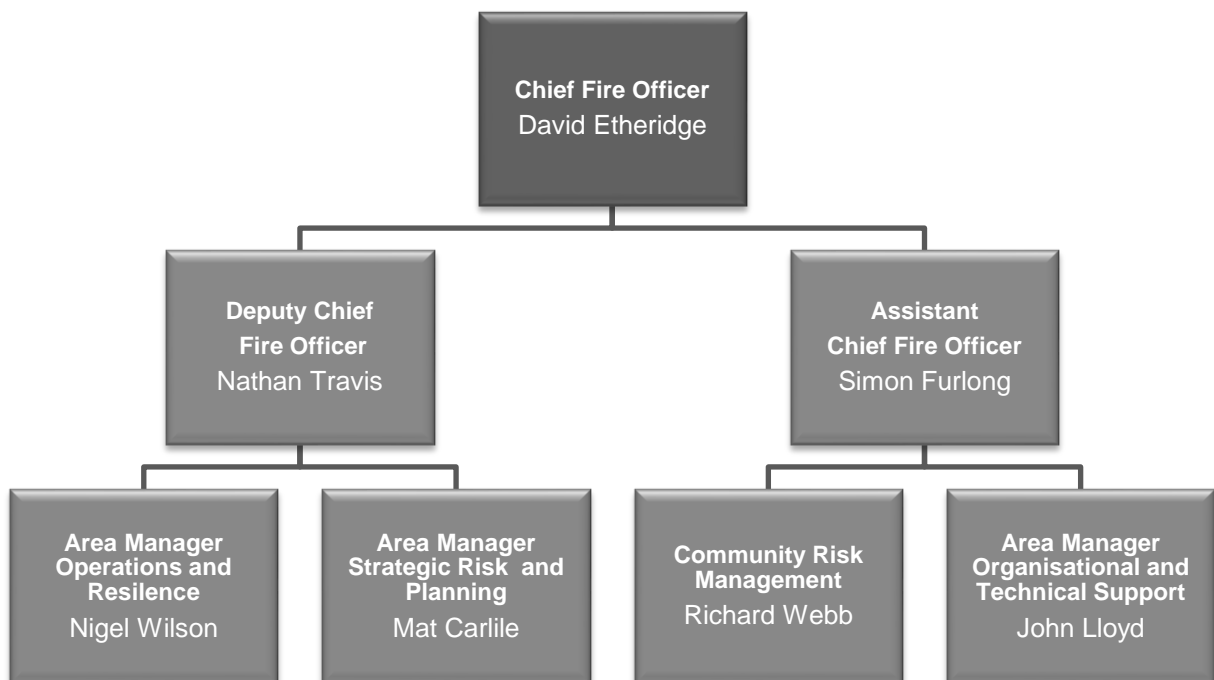 Chief Fire Officer
David Etheridge
Deputy Chief
Fire Officer
Nathan Travis
Assistant
Chief Fire Officer
Simon Furlong
Area Manager
Operations and
Resilence
Nigel Wilson
Area Manager
Strategic Risk and
Planning
Mat Carlile
Community Risk
Management
Richard Webb
Area Manager
Organisational and
Technical Support
John Lloyd